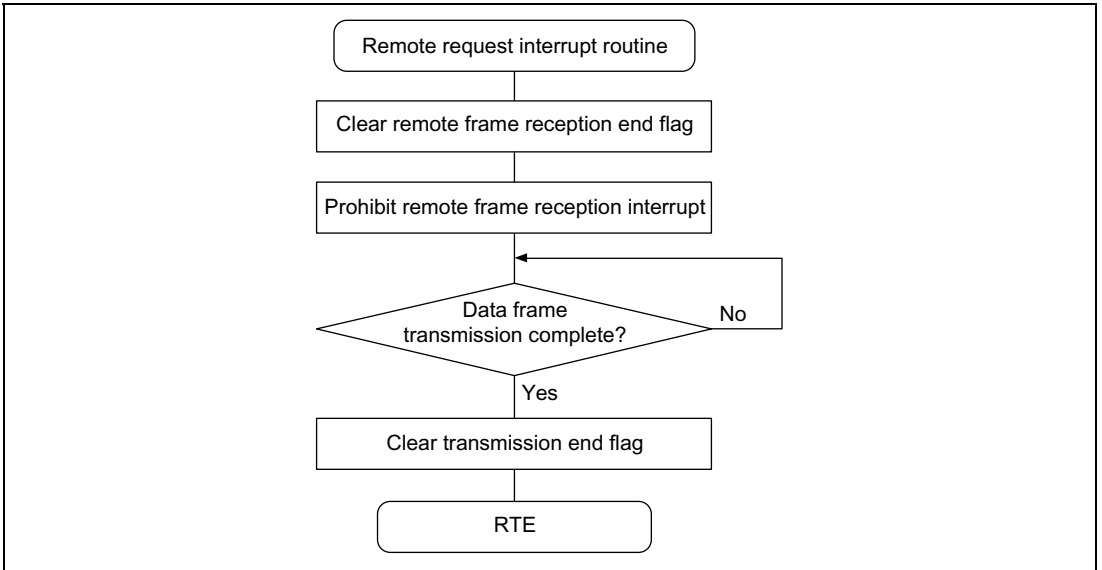 Remote request interrupt routine
Clear remote frame reception end flag
Prohibit remote frame reception interrupt
Data frame
transmission complete?
No
Yes
Clear transmission end flag
RTE